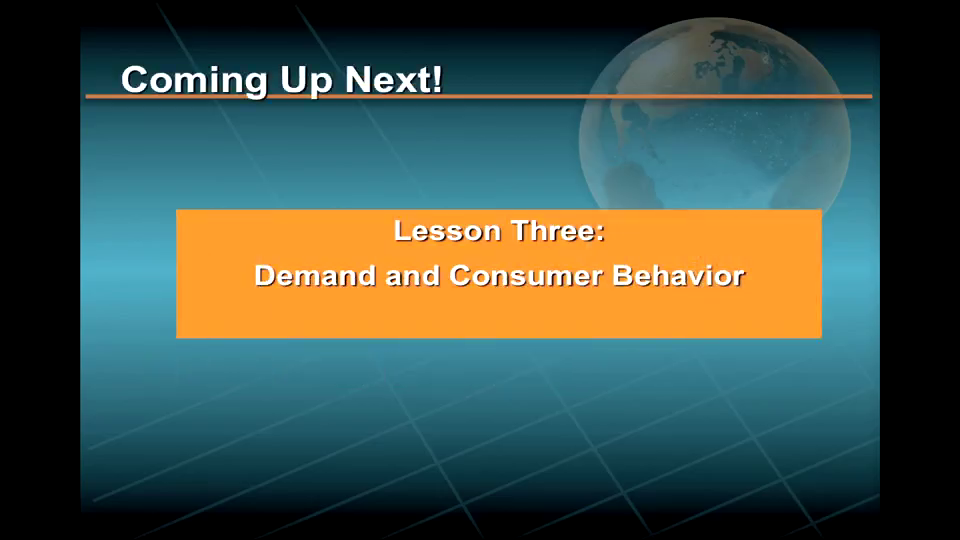 Coming Up Next!
Lesson Three:
Demand and Consumer Behavior